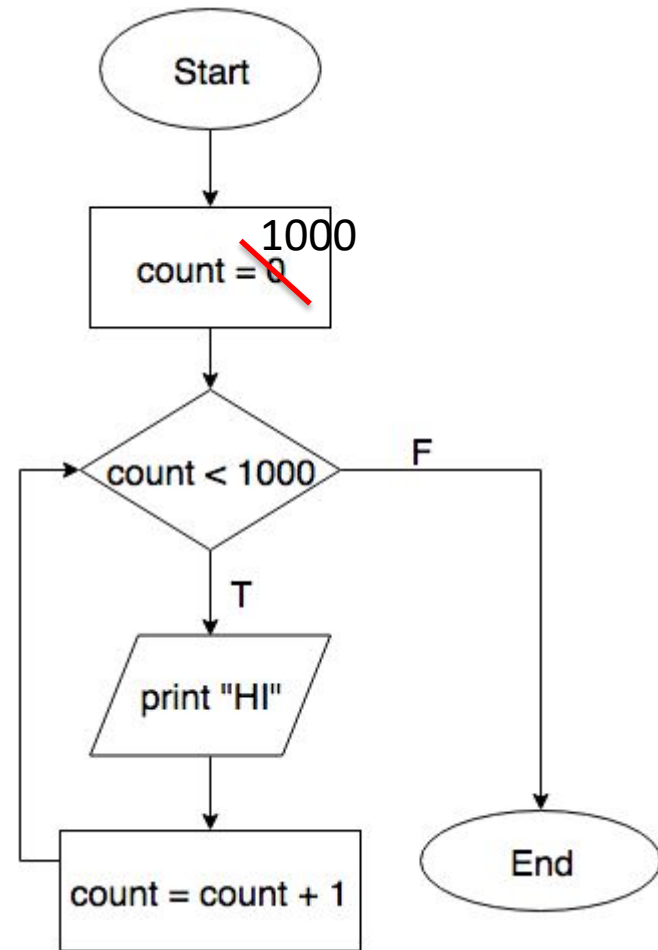 Start
1000
count = 0
count < 1000
F
T
print "HI"
count = count + 1
End